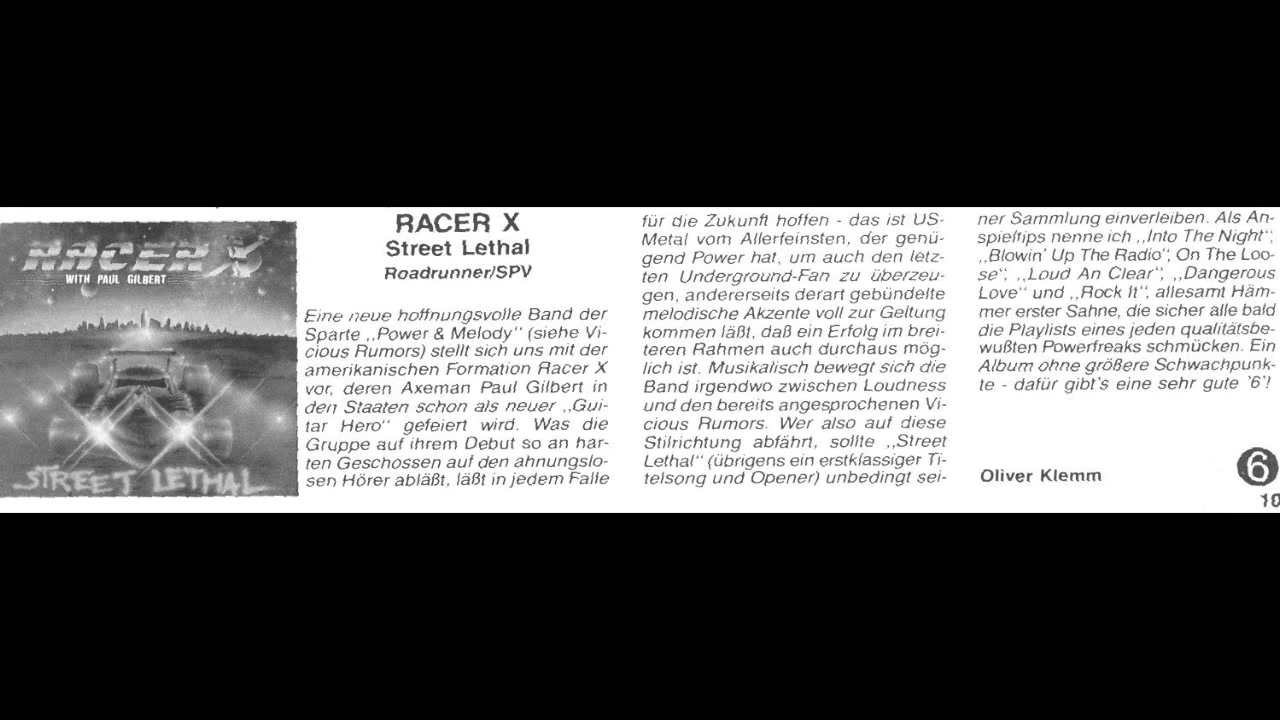 RACER X
WITH PAUL GILBERT
STREET LETHAL
RACER X
Street Lethal
Roadrunner/SPV
Eine neue hoffnungsvolle Band der
Sparte ,,Power & Melody" (siehe Vi-
cious Rumors) stellt sich uns mit der
amerikanischen Formation Racer X
vor, deren Axeman Paul Gilbert in
den Staaten schon als neuer ,,Gui-
tar Hero" gefeiert wird. Was die
Gruppe auf ihrem Debut so an har-
ten Geschossen auf den ahnungslo-
sen Hörer abläßt, läßt in jedem Falle
für die Zukunft hoffen - das ist US-
Metal vom Allerfeinsten, der genü-
gend Power hat, um auch den letz-
ten Underground-Fan zu überzeu-
gen, andererseits derart gebündelte
melodische Akzente voll zur Geltung
kommen läßt, daß ein Erfolg im brei-
teren Rahmen auch durchaus mög-
lich ist. Musikalisch bewegt sich die
Band irgendwo zwischen Loudness
und den bereits angesprochenen Vi-
cious Rumors. Wer also auf diese
Stilrichtung abfährt, sollte ,,Street
Lethal" (übrigens ein erstklassiger Ti-
telsong und Opener) unbedingt sei-
ner Sammlung einverleiben. Als An-
spieltips nenne ich ,,Into The Night",
,,Blowin' Up The Radio", On The Loo-
se", ,,Loud An Clear", ,,Dangerous
Love" und ,,Rock It", allesamt Häm-
mer erster Sahne, die sicher alle bald
die Playlists eines jeden qualitätsbe-
wußten Powerfreaks schmücken. Ein
Album ohne größere Schwachpunk-
te - dafür gibt's eine sehr gute '6'!
Oliver Klemm
6
10